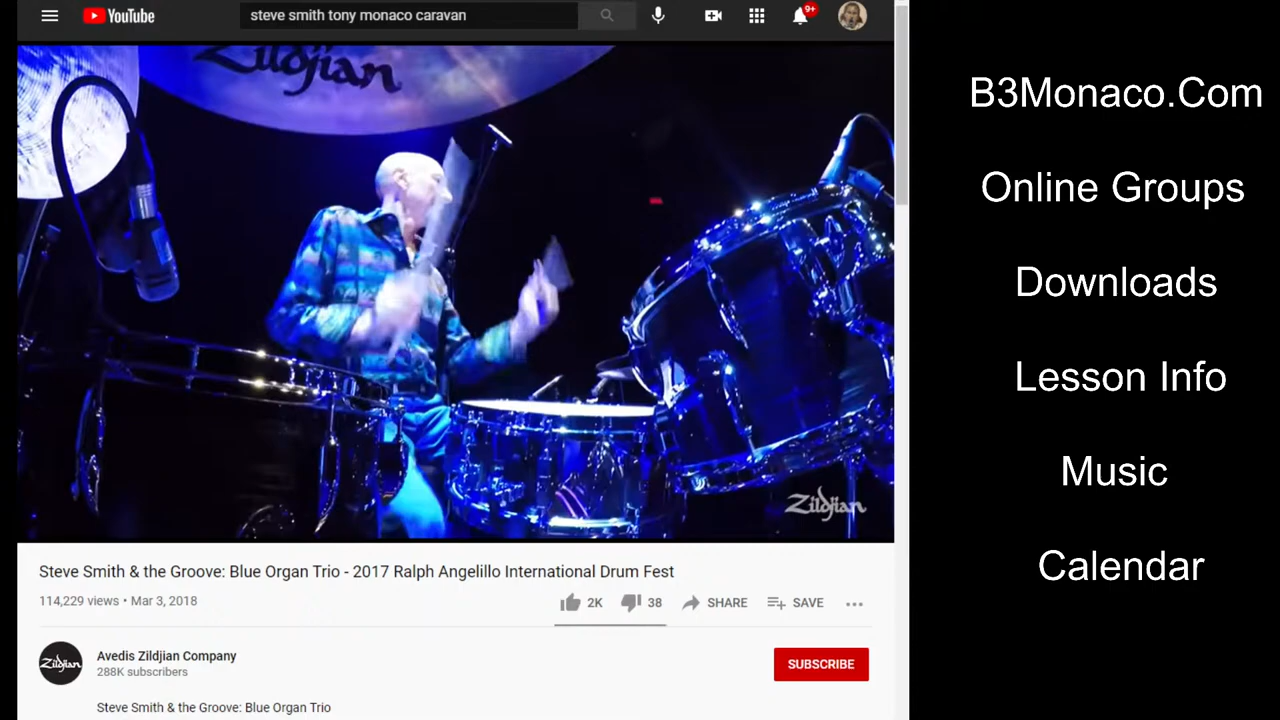 YouTube
steve smith tony monaco caravan
9+
Zildjian
Zildjian
Steve Smith & the Groove: Blue Organ Trio - 2017 Ralph Angelillo International Drum Fest
114,229 views • Mar 3, 2018
2K
38
SHARE
SAVE
Zildjian
Avedis Zildjian Company
288K subscribers
SUBSCRIBE
Steve Smith & the Groove: Blue Organ Trio
B3Monaco.Com
Online Groups
Downloads
Lesson Info
Music
Calendar